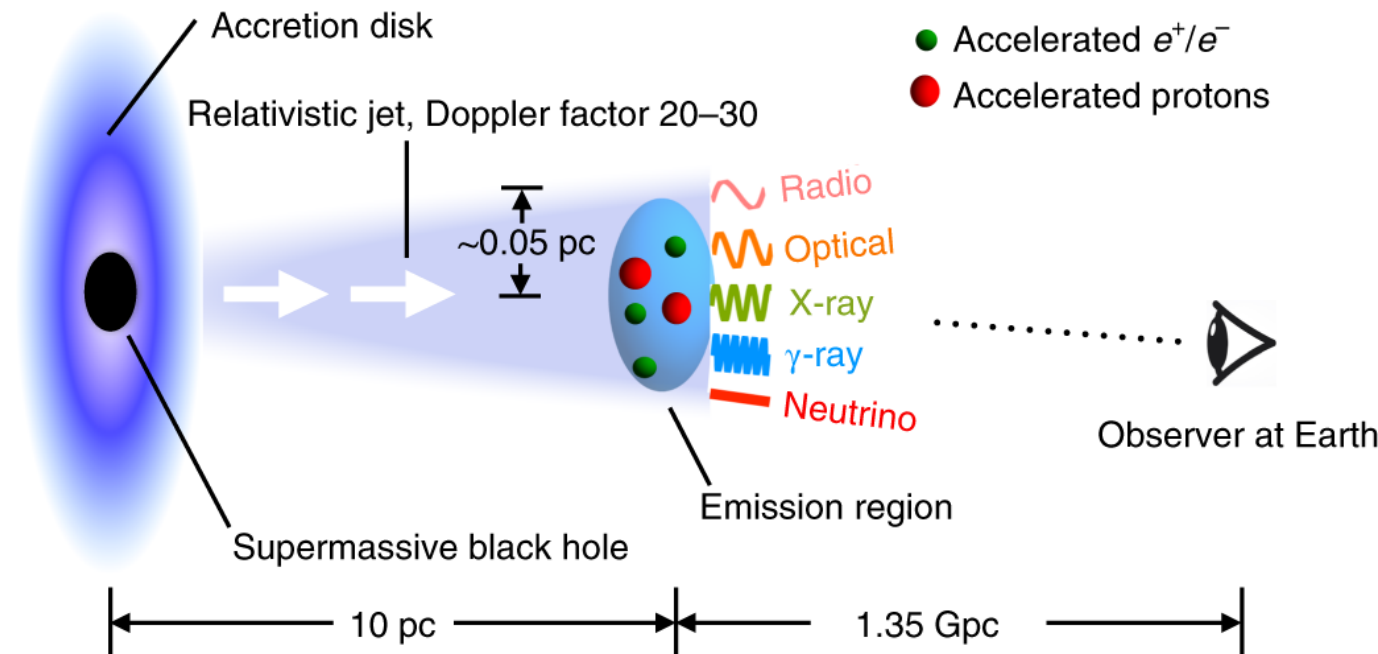 Accretion disk
Accelerated e⁺/e⁻
Accelerated protons
Relativistic jet, Doppler factor 20–30
~0.05 pc
Radio
Optical
X-ray
γ-ray
Neutrino
Observer at Earth
Emission region
Supermassive black hole
10 pc
1.35 Gpc